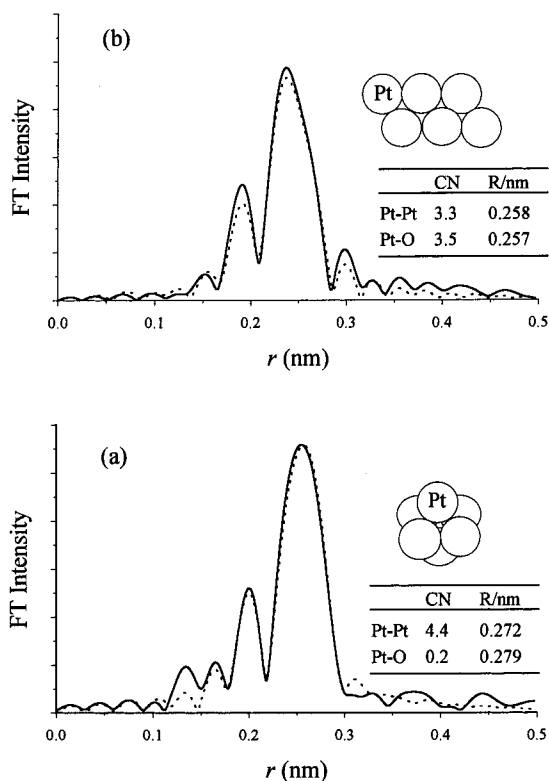 (b)
FT Intensity
Pt
CN R/nm
Pt-Pt 3.3 0.258
Pt-O 3.5 0.257
0.0 0.1 0.2 0.3 0.4 0.5
r (nm)
(a)
FT Intensity
Pt
CN R/nm
Pt-Pt 4.4 0.272
Pt-O 0.2 0.279
0.0 0.1 0.2 0.3 0.4 0.5
r (nm)